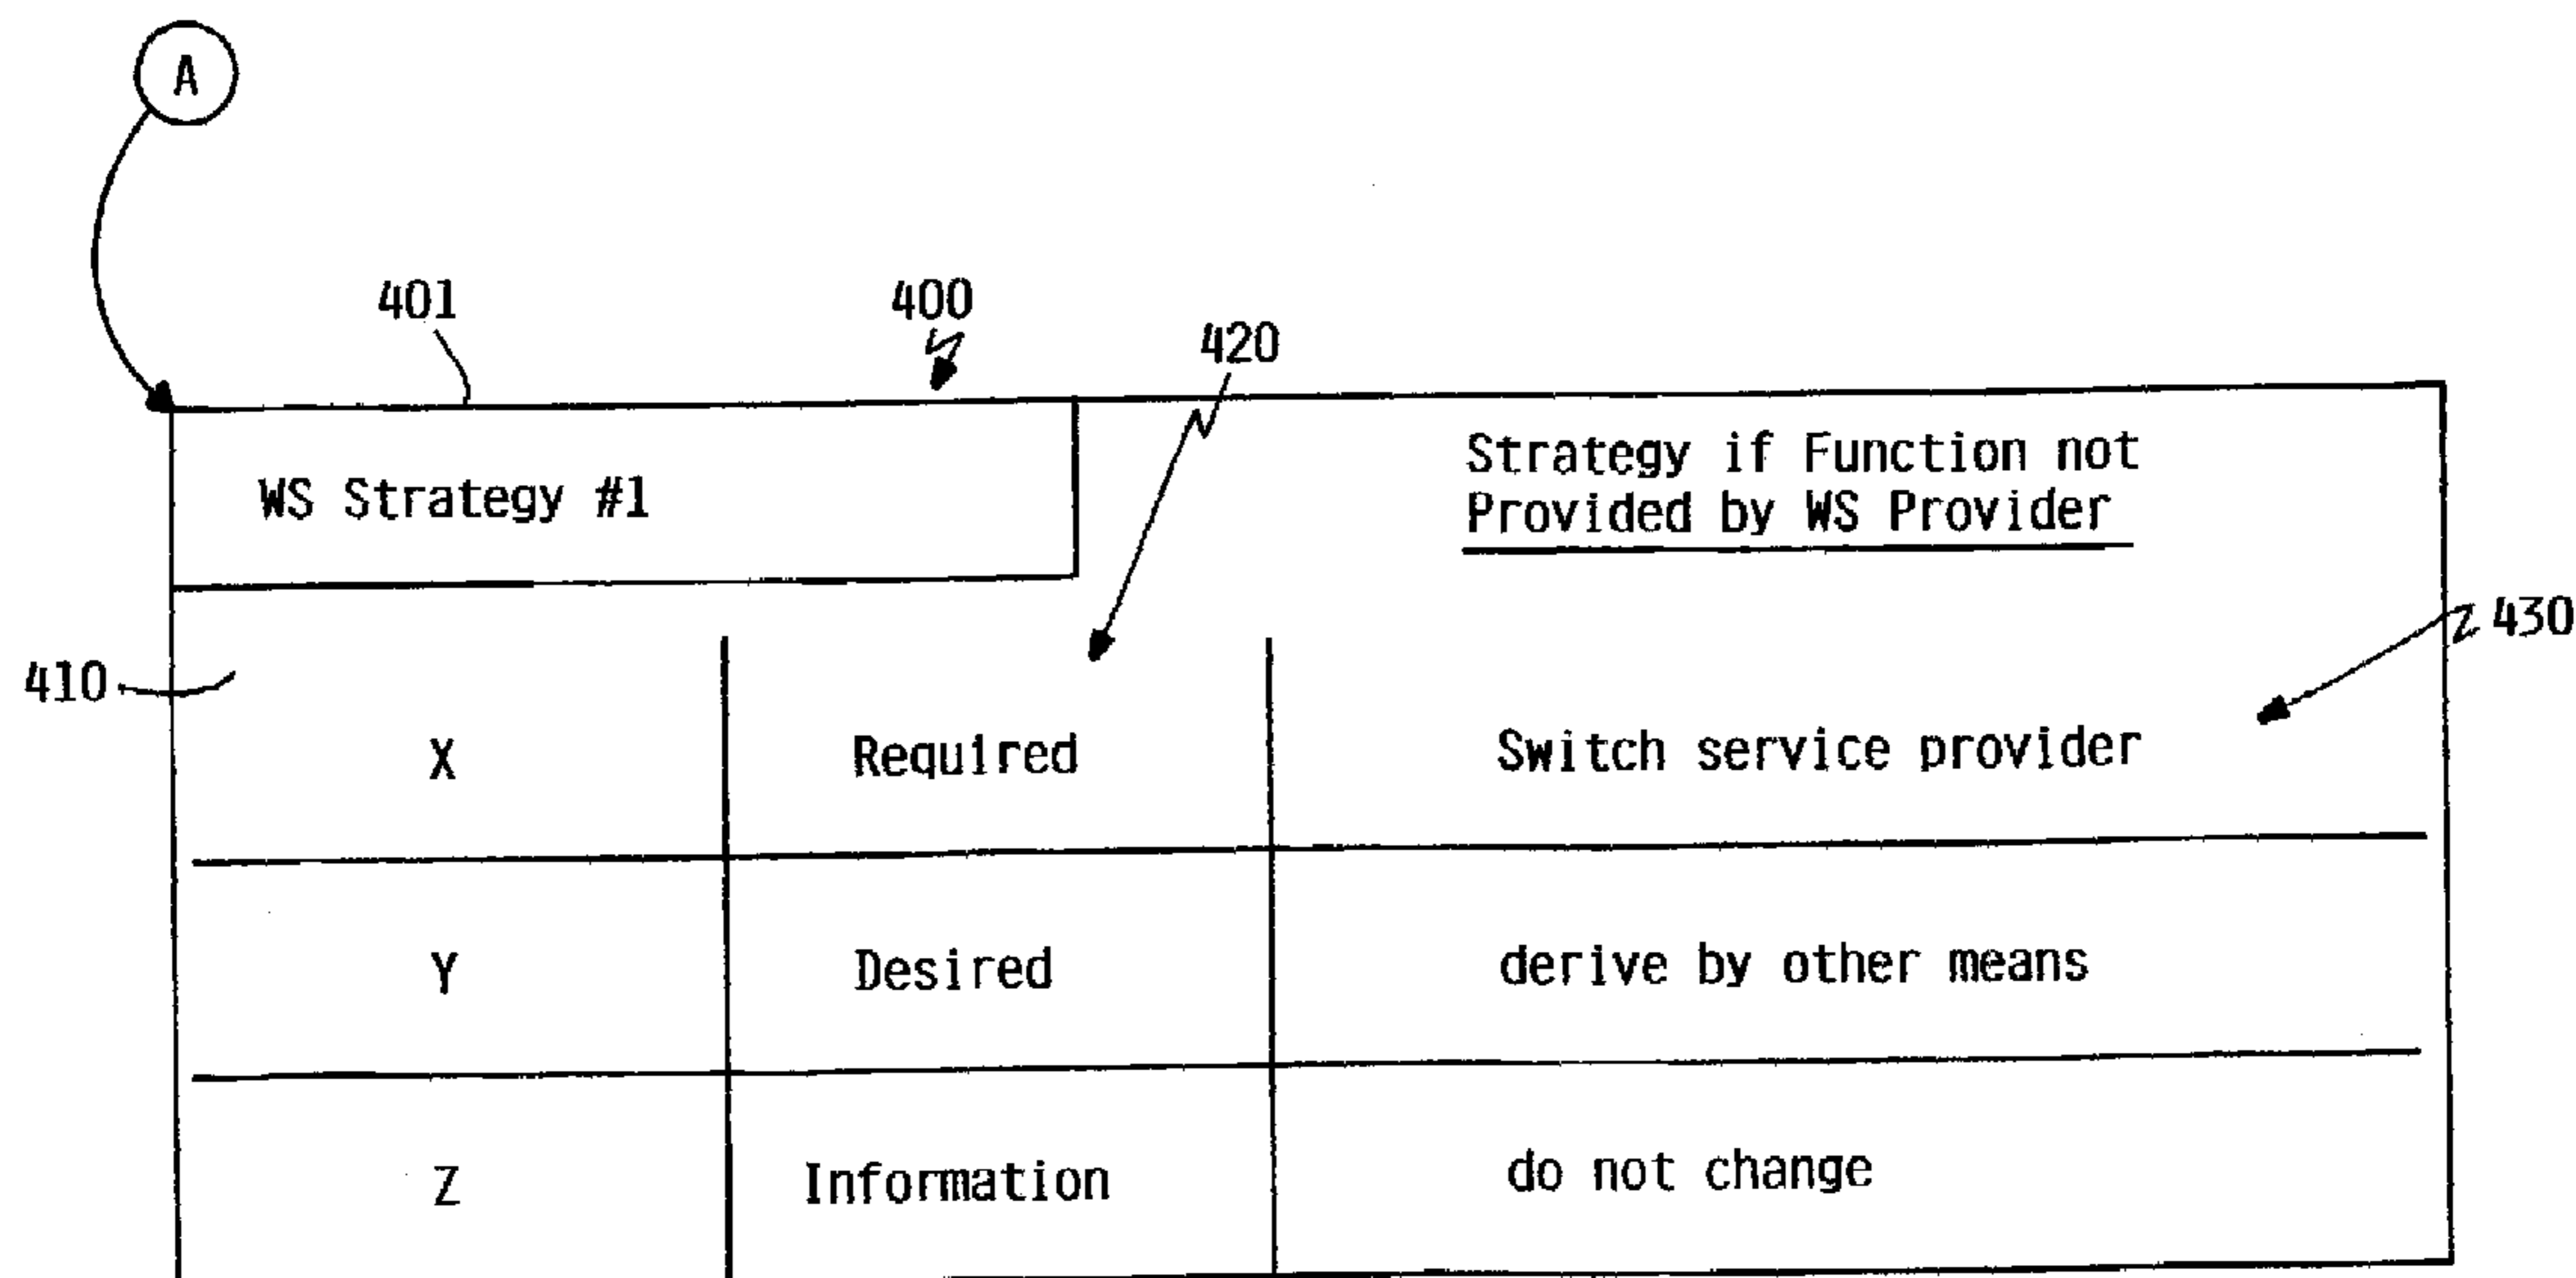 A
401
400
420
WS Strategy #1
Strategy if Function not
Provided by WS Provider
430
410
X
Required
Switch service provider
Y
Desired
derive by other means
Z
Information
do not change